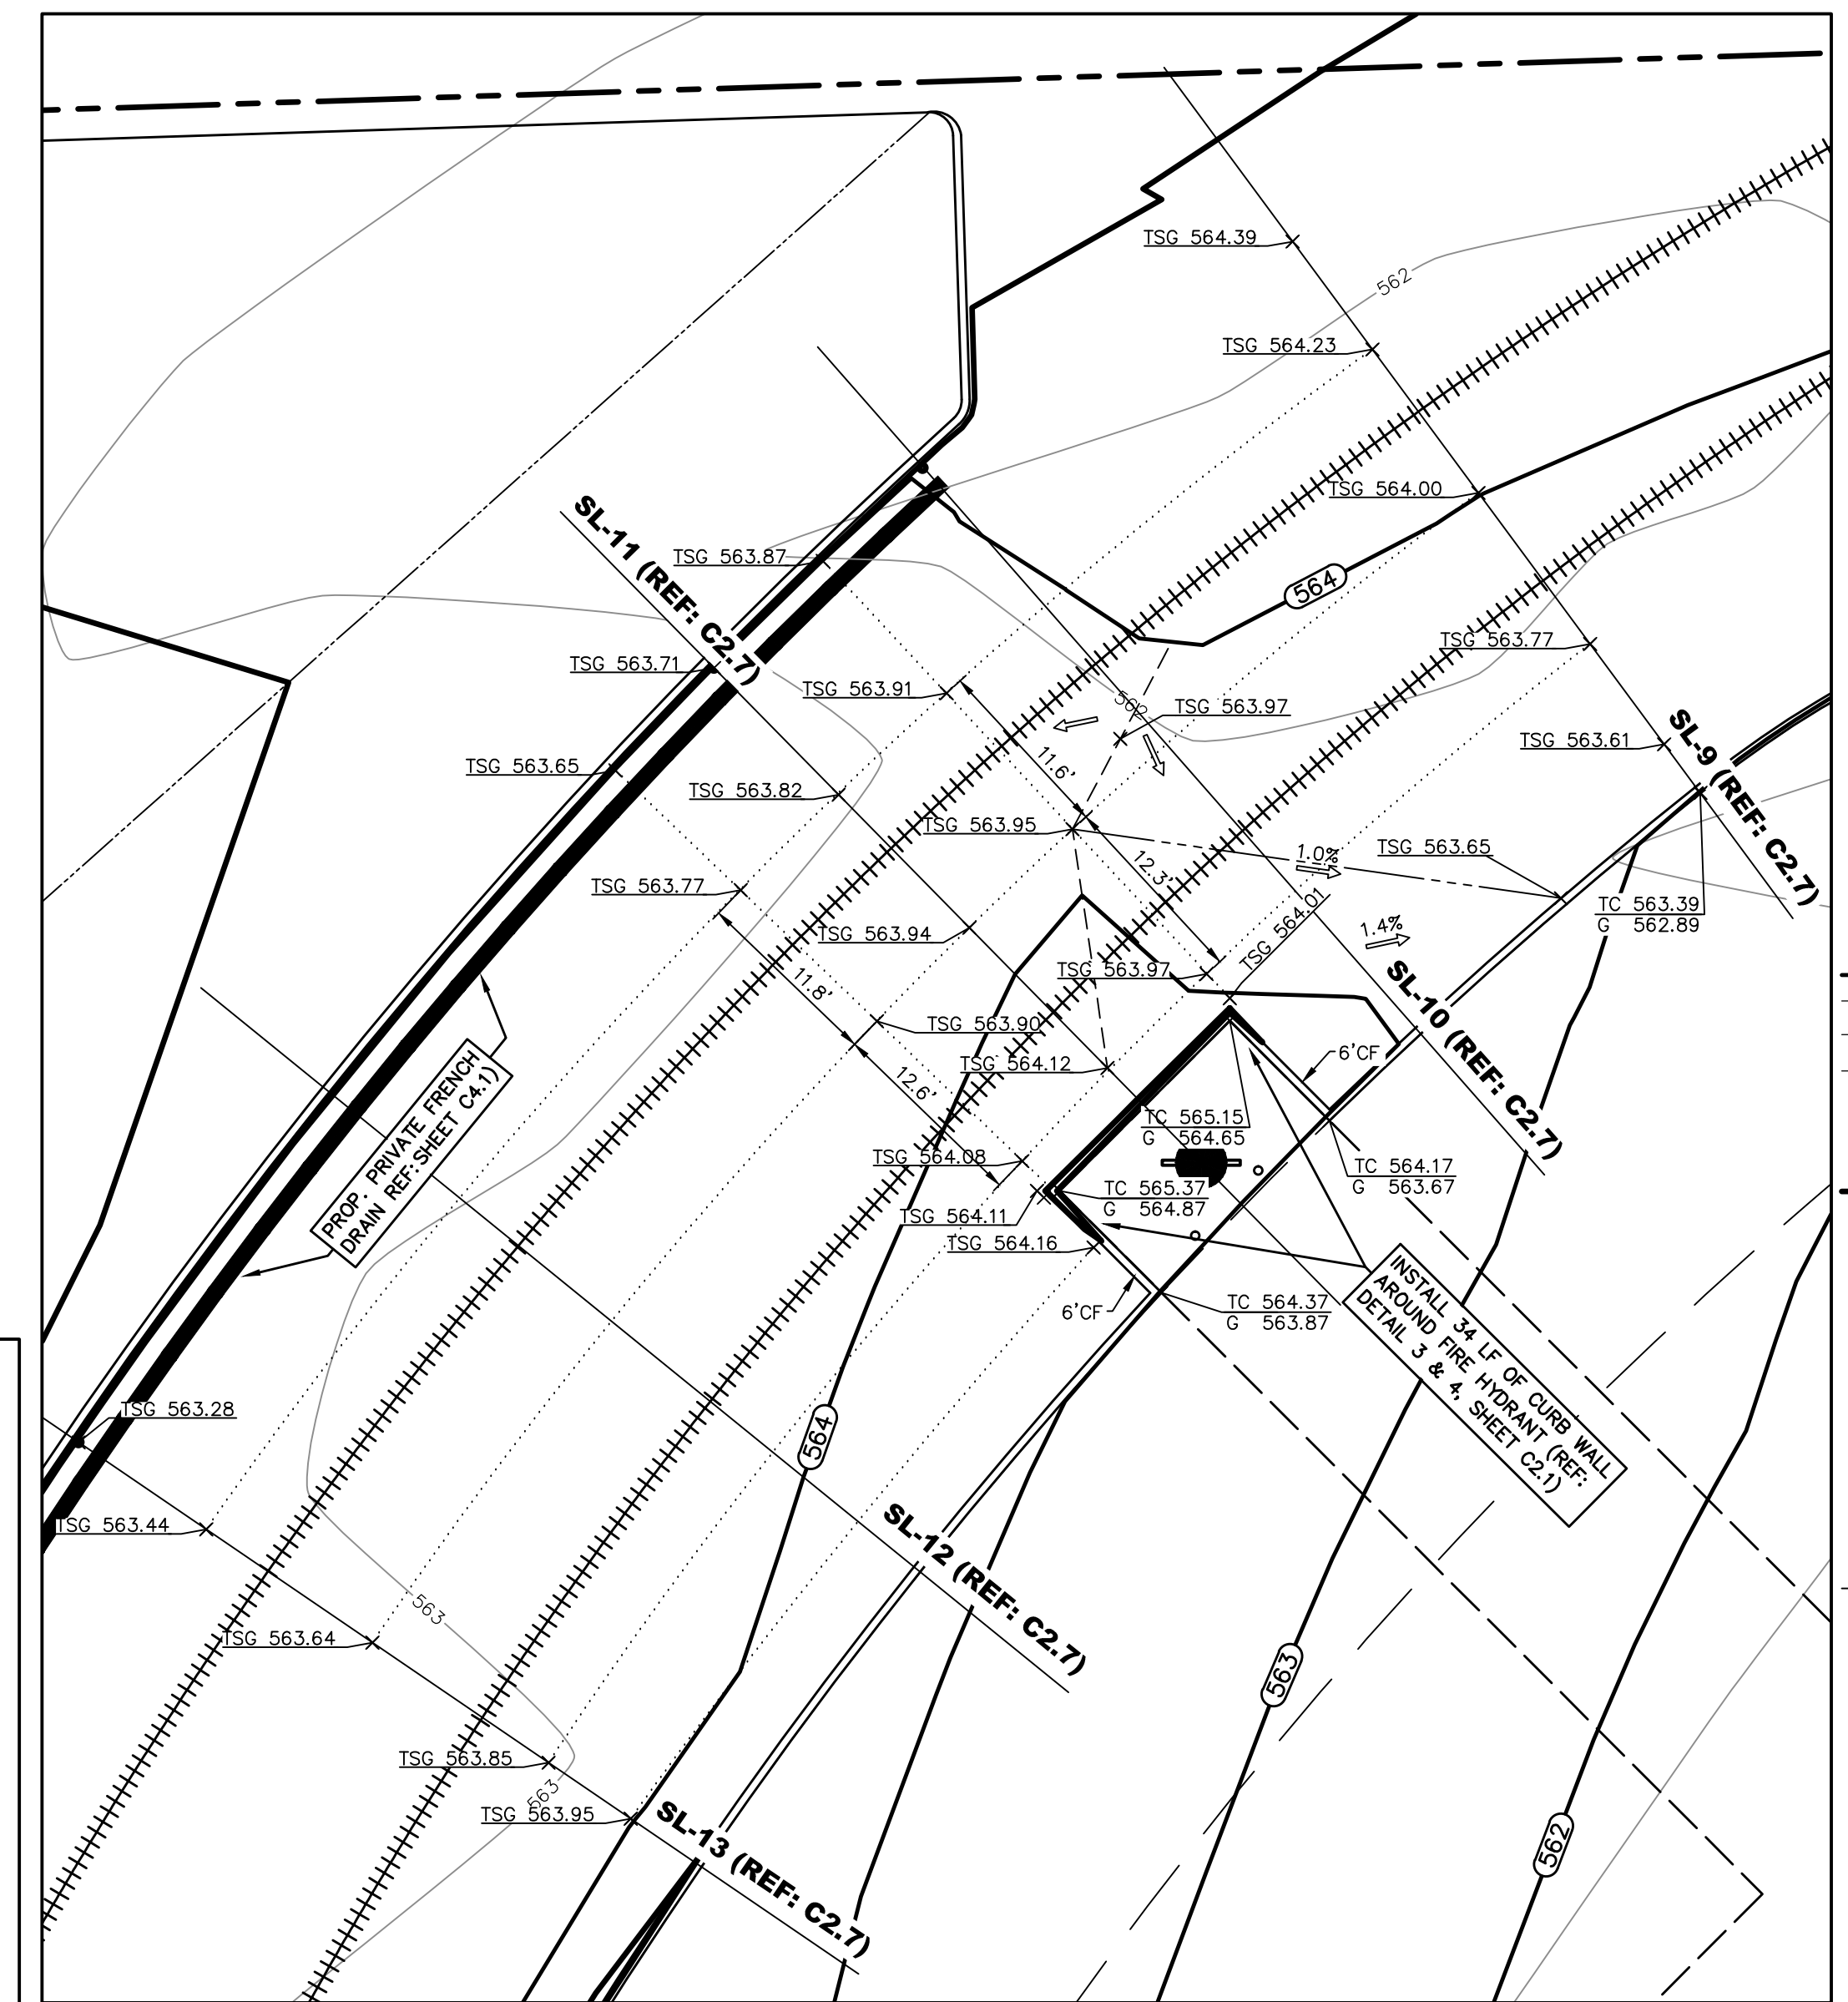 TSG 564.39
562
TSG 564.23
TSG 564.00
SL-11 (REF: C2.7)
TSG 563.87
564
TSG 563.77
TSG 563.71
TSG 563.91
562
TSG 563.97
TSG 563.61
SL-9 (REF: C2.7)
TSG 563.65
11.6'
TSG 563.82
TSG 563.95
1.0%
TSG 563.65
12.3'
TSG 563.77
TC 563.39
G 562.89
TSG 564.01
1.4%
TSG 563.94
TSG 563.97
11.8'
SL-10 (REF: C2.7)
TSG 563.90
6'CF
TSG 564.12
12.6'
PROP. PRIVATE FRENCH
DRAIN REF:SHEET C4.1)
TC 565.15
G 564.65
TSG 564.08
TC 564.17
G 563.67
TC 565.37
G 564.87
TSG 564.11
TSG 564.16
6'CF
TC 564.37
G 563.87
INSTALL 34 LF OF CURB WALL
AROUND FIRE HYDRANT (REF:
DETAIL 3 & 4, SHEET C2.1)
TSG 563.28
564
TSG 563.44
SL-12 (REF: C2.7)
563
TSG 563.64
563
TSG 563.85
563
TSG 563.95
SL-13 (REF: C2.7)
562